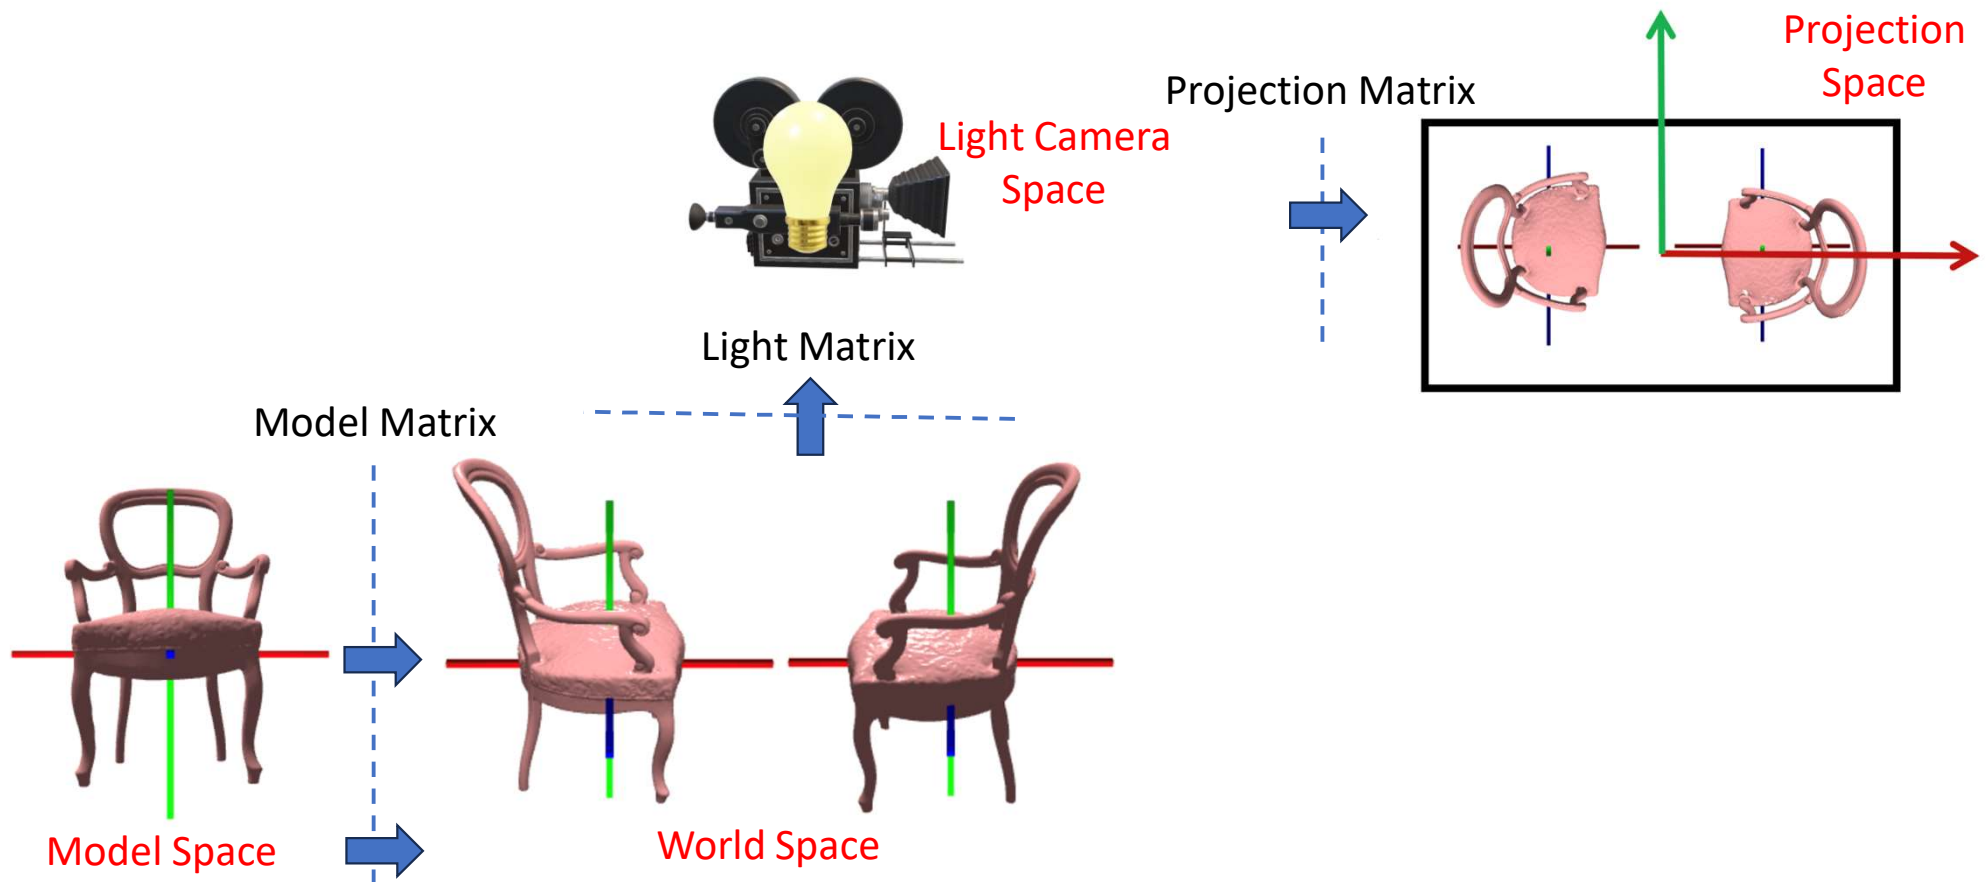 Projection
Space
Projection Matrix
Light Camera
Space
Light Matrix
Model Matrix
Model Space
World Space